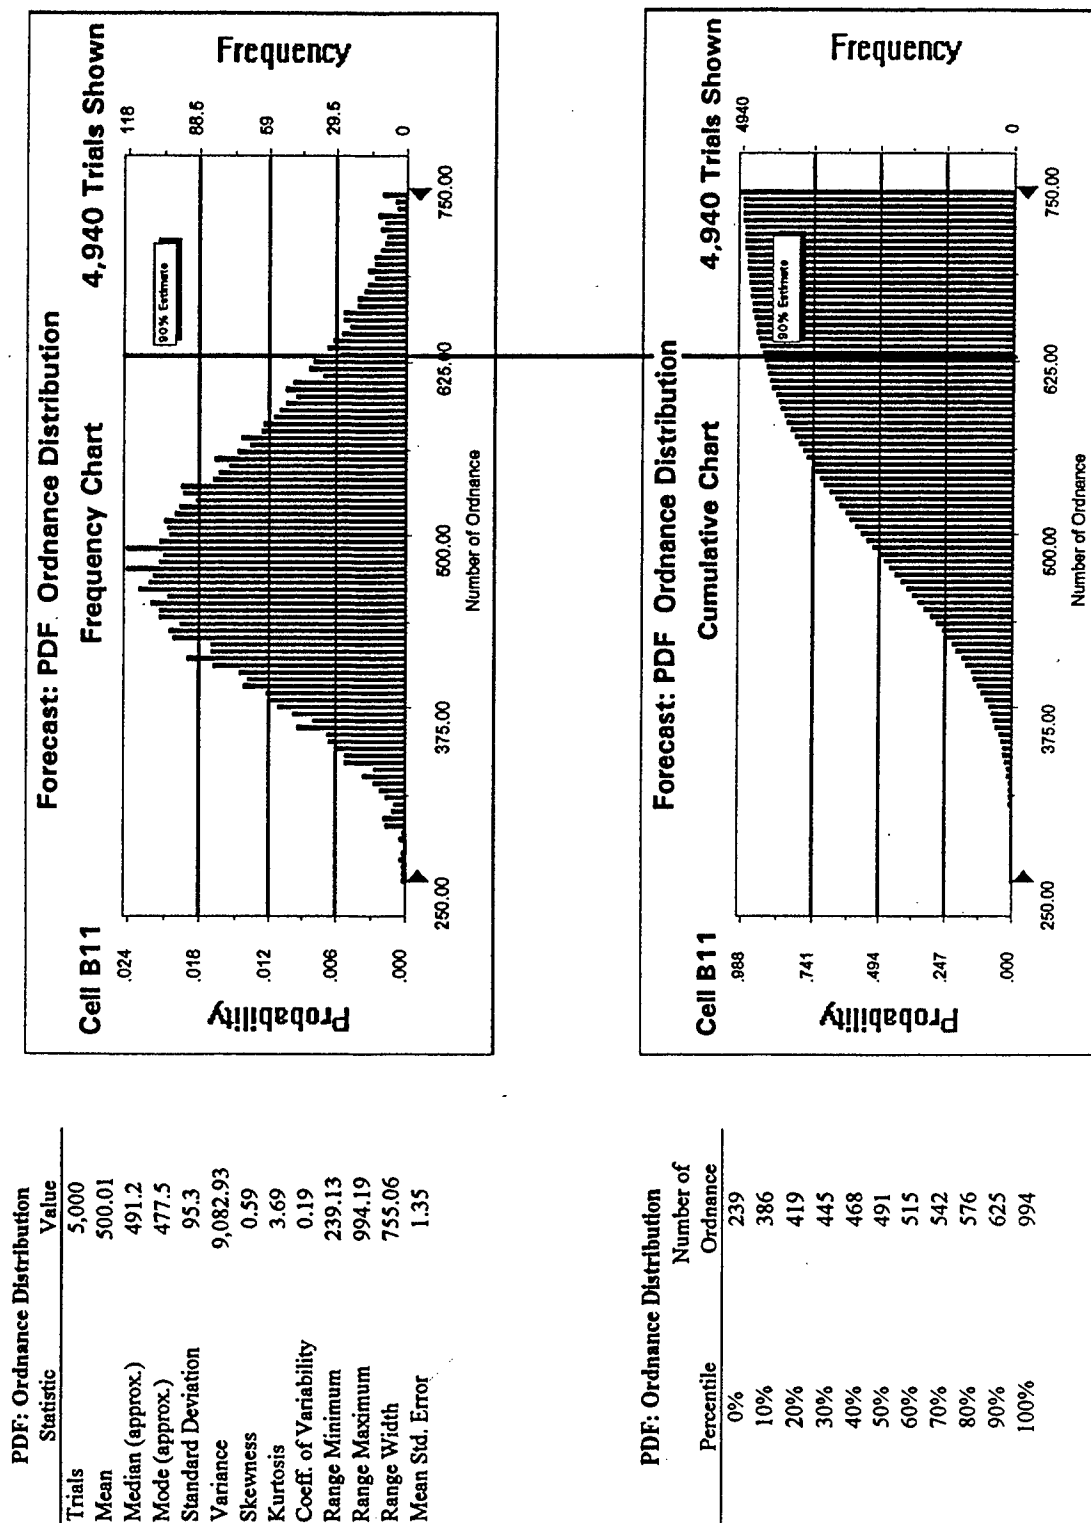 PDF: Ordnance Distribution
Statistic Value
Trials 5,000
Mean 500.01
Median (approx.) 491.2
Mode (approx.) 477.5
Standard Deviation 95.3
Variance 9,082.93
Skewness 0.59
Kurtosis 3.69
Coeff. of Variability 0.19
Range Minimum 239.13
Range Maximum 994.19
Range Width 755.06
Mean Std. Error 1.35
Forecast: PDF Ordnance Distribution
Cell B11 Frequency Chart 4,940 Trials Shown
Probability
.024
.018
.012
.006
.000
90% Estimate
118
88.5
59
29.5
0
Frequency
250.00 375.00 500.00 625.00 750.00
Number of Ordnance
PDF: Ordnance Distribution
Number of
Percentile Ordnance
0% 239
10% 386
20% 419
30% 445
40% 468
50% 491
60% 515
70% 542
80% 576
90% 625
100% 994
Forecast: PDF Ordnance Distribution
Cell B11 Cumulative Chart 4,940 Trials Shown
Probability
.988
.741
.494
.247
.000
90% Estimate
4940
0
Frequency
250.00 375.00 500.00 625.00 750.00
Number of Ordnance